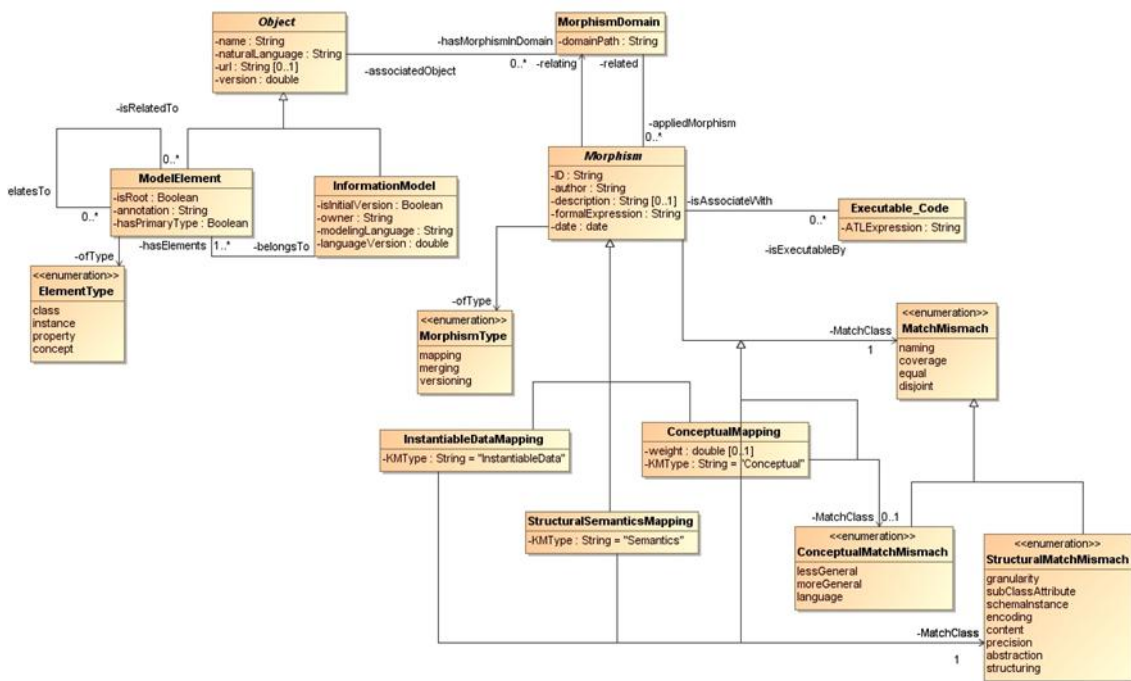 Object
-name : String
-naturalLanguage : String
-url : String [0..1]
-version : double
MorphismDomain
-domainPath : String
-hasMorphismInDomain
-associatedObject
0..*
-relating
-related
-isRelatedTo
0..*
elatesTo
0..*
ModelElement
-isRoot : Boolean
-annotation : String
-hasPrimaryType : Boolean
InformationModel
-isInitialVersion : Boolean
-owner : String
-modelingLanguage : String
-languageVersion : double
-hasElements
1..*
-belongsTo
-ofType
<<enumeration>>
ElementType
class
instance
property
concept
-appliedMorphism
0..*
Morphism
-ID : String
-author : String
-description : String [0..1]
-formalExpression : String
-date : date
-isAssociateWith
0..*
-isExecutableBy
Executable_Code
-ATLExpression : String
-ofType
<<enumeration>>
MorphismType
mapping
merging
versioning
-MatchClass
1
<<enumeration>>
MatchMismach
naming
coverage
equal
disjoint
InstantiableDataMapping
-KMType : String = "InstantiableData"
ConceptualMapping
-weight : double [0..1]
-KMType : String = "Conceptual"
StructuralSemanticsMapping
-KMType : String = "Semantics"
-MatchClass
0..1
<<enumeration>>
ConceptualMatchMismach
lessGeneral
moreGeneral
language
<<enumeration>>
StructuralMatchMismach
granularity
subClassAttribute
schemaInstance
encoding
content
precision
abstraction
structuring
-MatchClass
1